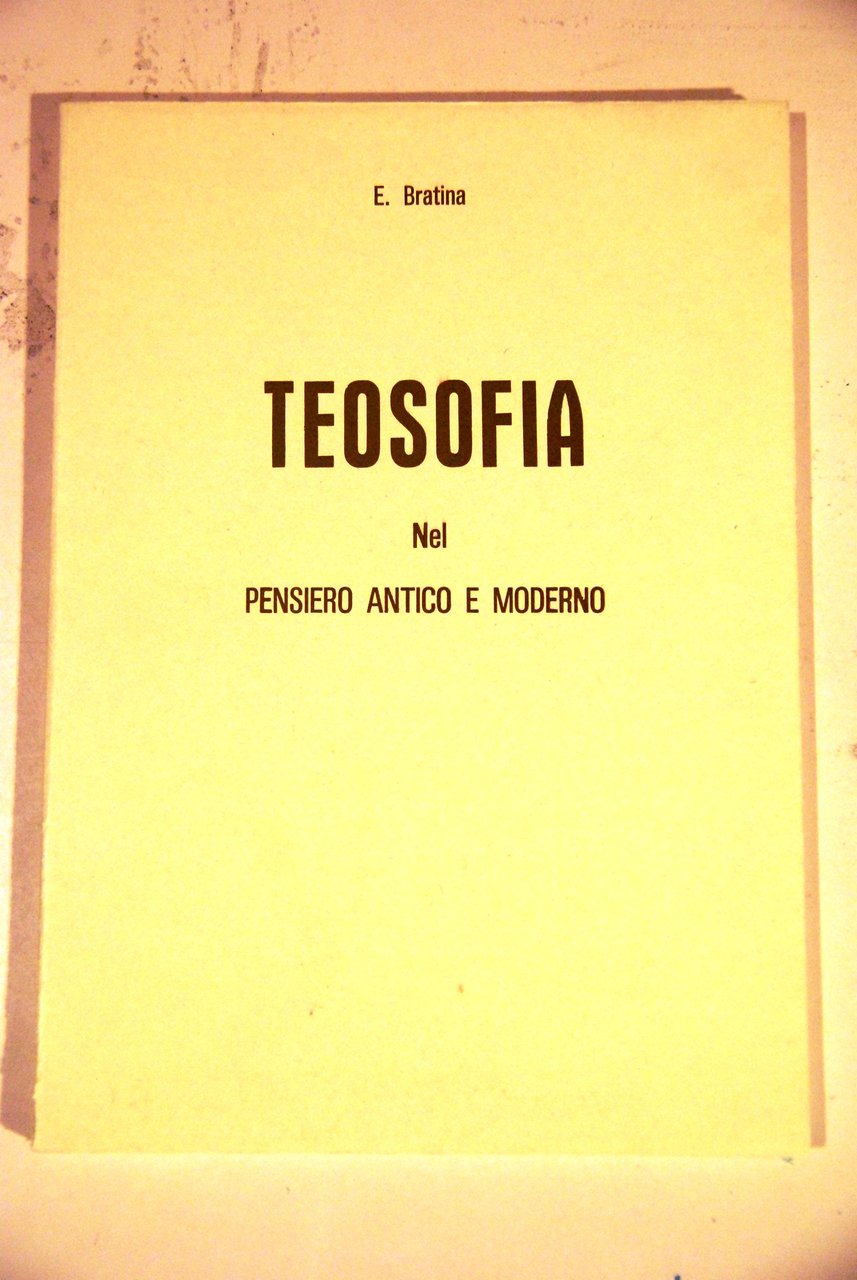 E. Bratina
TEOSOFIA
Nel
PENSIERO ANTICO E MODERNO